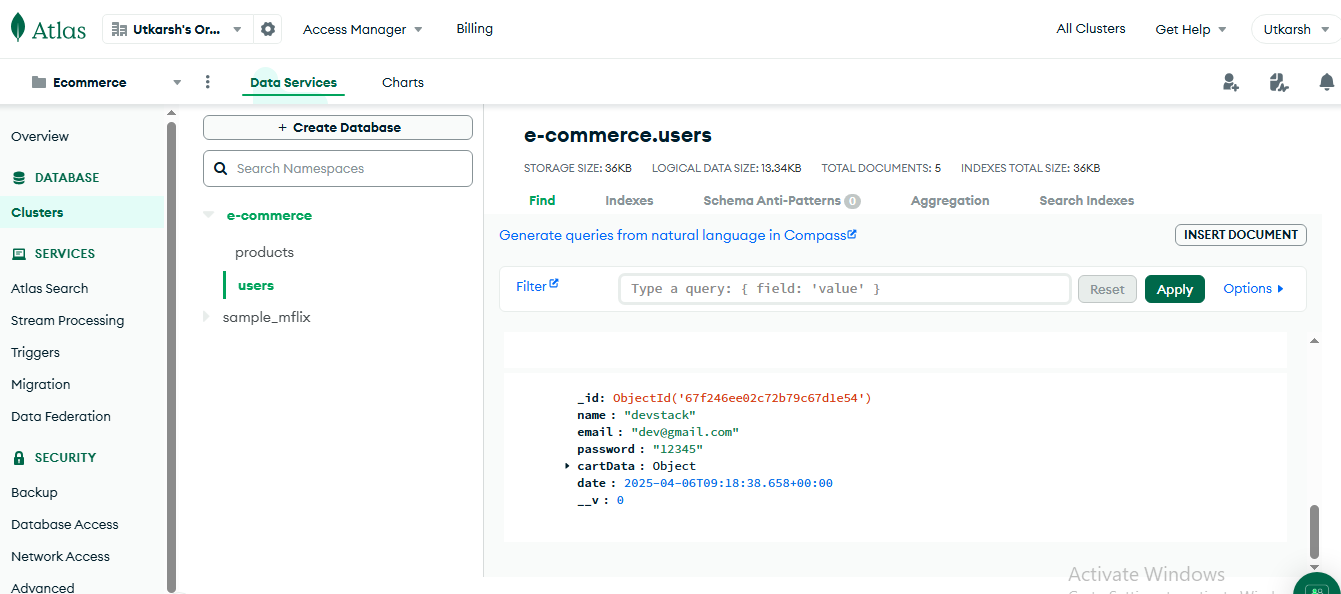 Atlas
Utkarsh's Or...
Access Manager
Billing
All Clusters
Get Help
Utkarsh
Ecommerce
Data Services
Charts
Overview
DATABASE
Clusters
SERVICES
Atlas Search
Stream Processing
Triggers
Migration
Data Federation
SECURITY
Backup
Database Access
Network Access
Advanced
+ Create Database
Search Namespaces
e-commerce
products
users
sample_mflix
e-commerce.users
STORAGE SIZE: 36KB LOGICAL DATA SIZE: 13.34KB TOTAL DOCUMENTS: 5 INDEXES TOTAL SIZE: 36KB
Find Indexes Schema Anti-Patterns 0 Aggregation Search Indexes
Generate queries from natural language in Compass
INSERT DOCUMENT
Filter
Type a query: { field: 'value' }
Reset
Apply
Options
_id: ObjectId('67f246ee02c72b79c67d1e54')
name : "devstack"
email : "dev@gmail.com"
password : "12345"
cartData : Object
date : 2025-04-06T09:18:38.658+00:00
__v : 0
Activate Windows